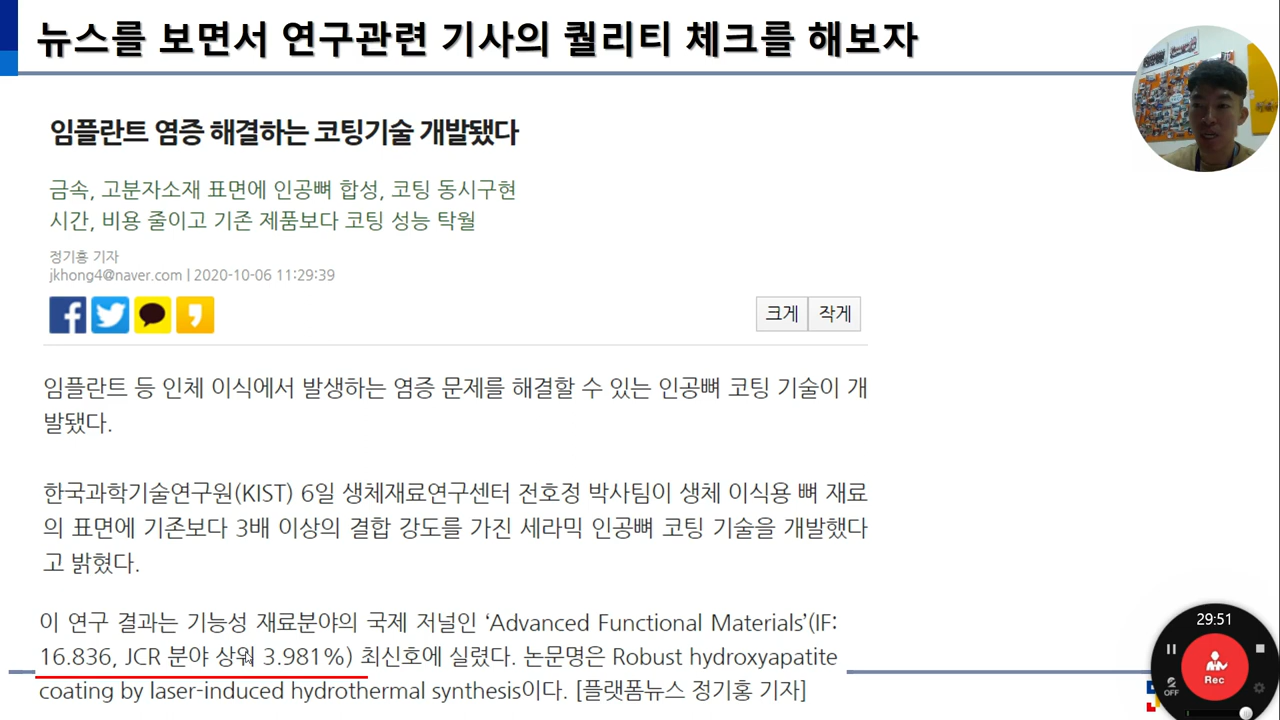 뉴스를 보면서 연구관련 기사의 퀄리티 체크를 해보자
임플란트 염증 해결하는 코팅기술 개발됐다
금속, 고분자소재 표면에 인공뼈 합성, 코팅 동시구현
시간, 비용 줄이고 기존 제품보다 코팅 성능 탁월
정기홍 기자
jkhong4@naver.com | 2020-10-06 11:29:39
크게 작게
임플란트 등 인체 이식에서 발생하는 염증 문제를 해결할 수 있는 인공뼈 코팅 기술이 개
발됐다.
한국과학기술연구원(KIST) 6일 생체재료연구센터 전호정 박사팀이 생체 이식용 뼈 재료
의 표면에 기존보다 3배 이상의 결합 강도를 가진 세라믹 인공뼈 코팅 기술을 개발했다
고 밝혔다.
이 연구 결과는 기능성 재료분야의 국제 저널인 ‘Advanced Functional Materials’(IF:
16.836, JCR 분야 상위 3.981%) 최신호에 실렸다. 논문명은 Robust hydroxyapatite
coating by laser-induced hydrothermal synthesis이다. [플랫폼뉴스 정기홍 기자]
29:51
Rec
OFF